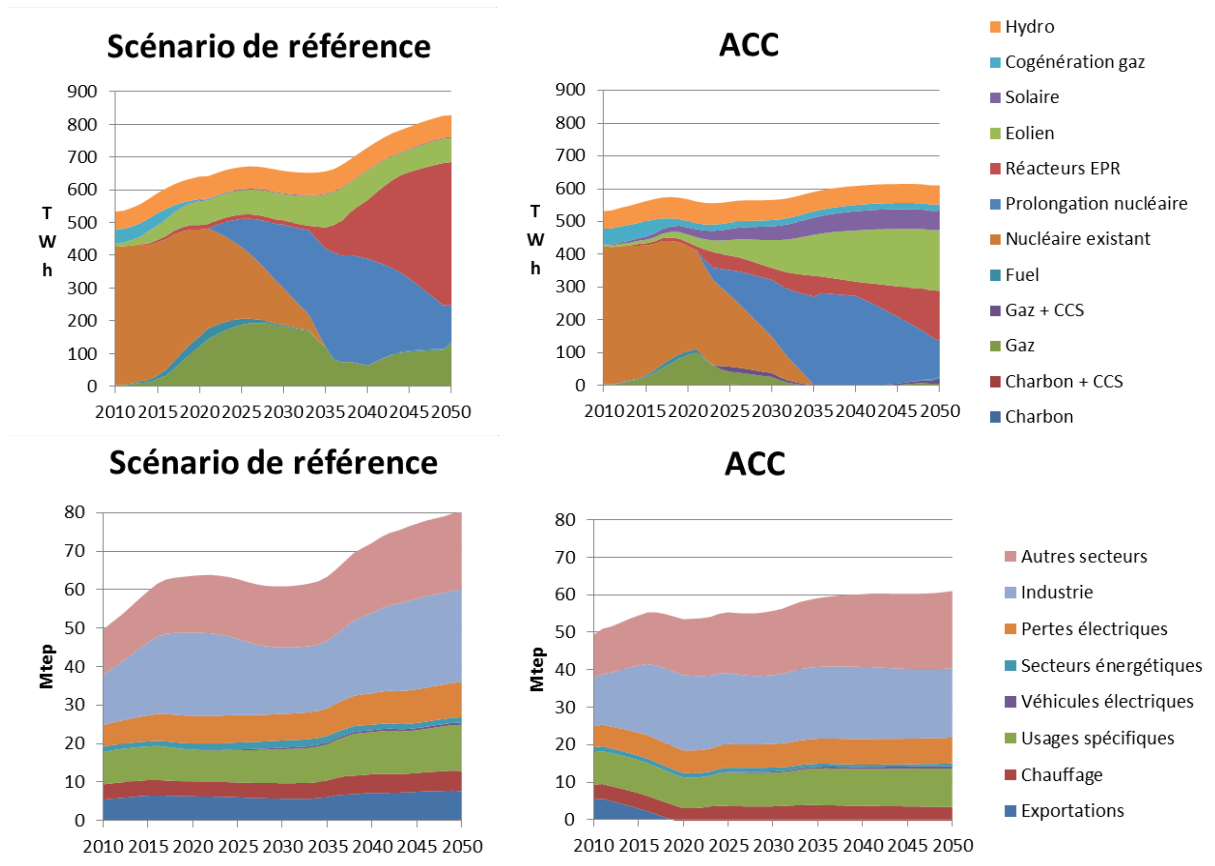 Scénario de référence
900
800
700
600
500
400
300
200
100
0
T
W
h
2010 2015 2020 2025 2030 2035 2040 2045 2050
ACC
900
800
700
600
500
400
300
200
100
0
T
W
h
2010 2015 2020 2025 2030 2035 2040 2045 2050
Hydro
Cogénération gaz
Solaire
Eolien
Réacteurs EPR
Prolongation nucléaire
Nucléaire existant
Fuel
Gaz + CCS
Gaz
Charbon + CCS
Charbon
Scénario de référence
80
70
60
50
40
30
20
10
0
Mtep
2010 2015 2020 2025 2030 2035 2040 2045 2050
ACC
80
70
60
50
40
30
20
10
0
Mtep
2010 2015 2020 2025 2030 2035 2040 2045 2050
Autres secteurs
Industrie
Pertes électriques
Secteurs énergétiques
Véhicules électriques
Usages spécifiques
Chauffage
Exportations